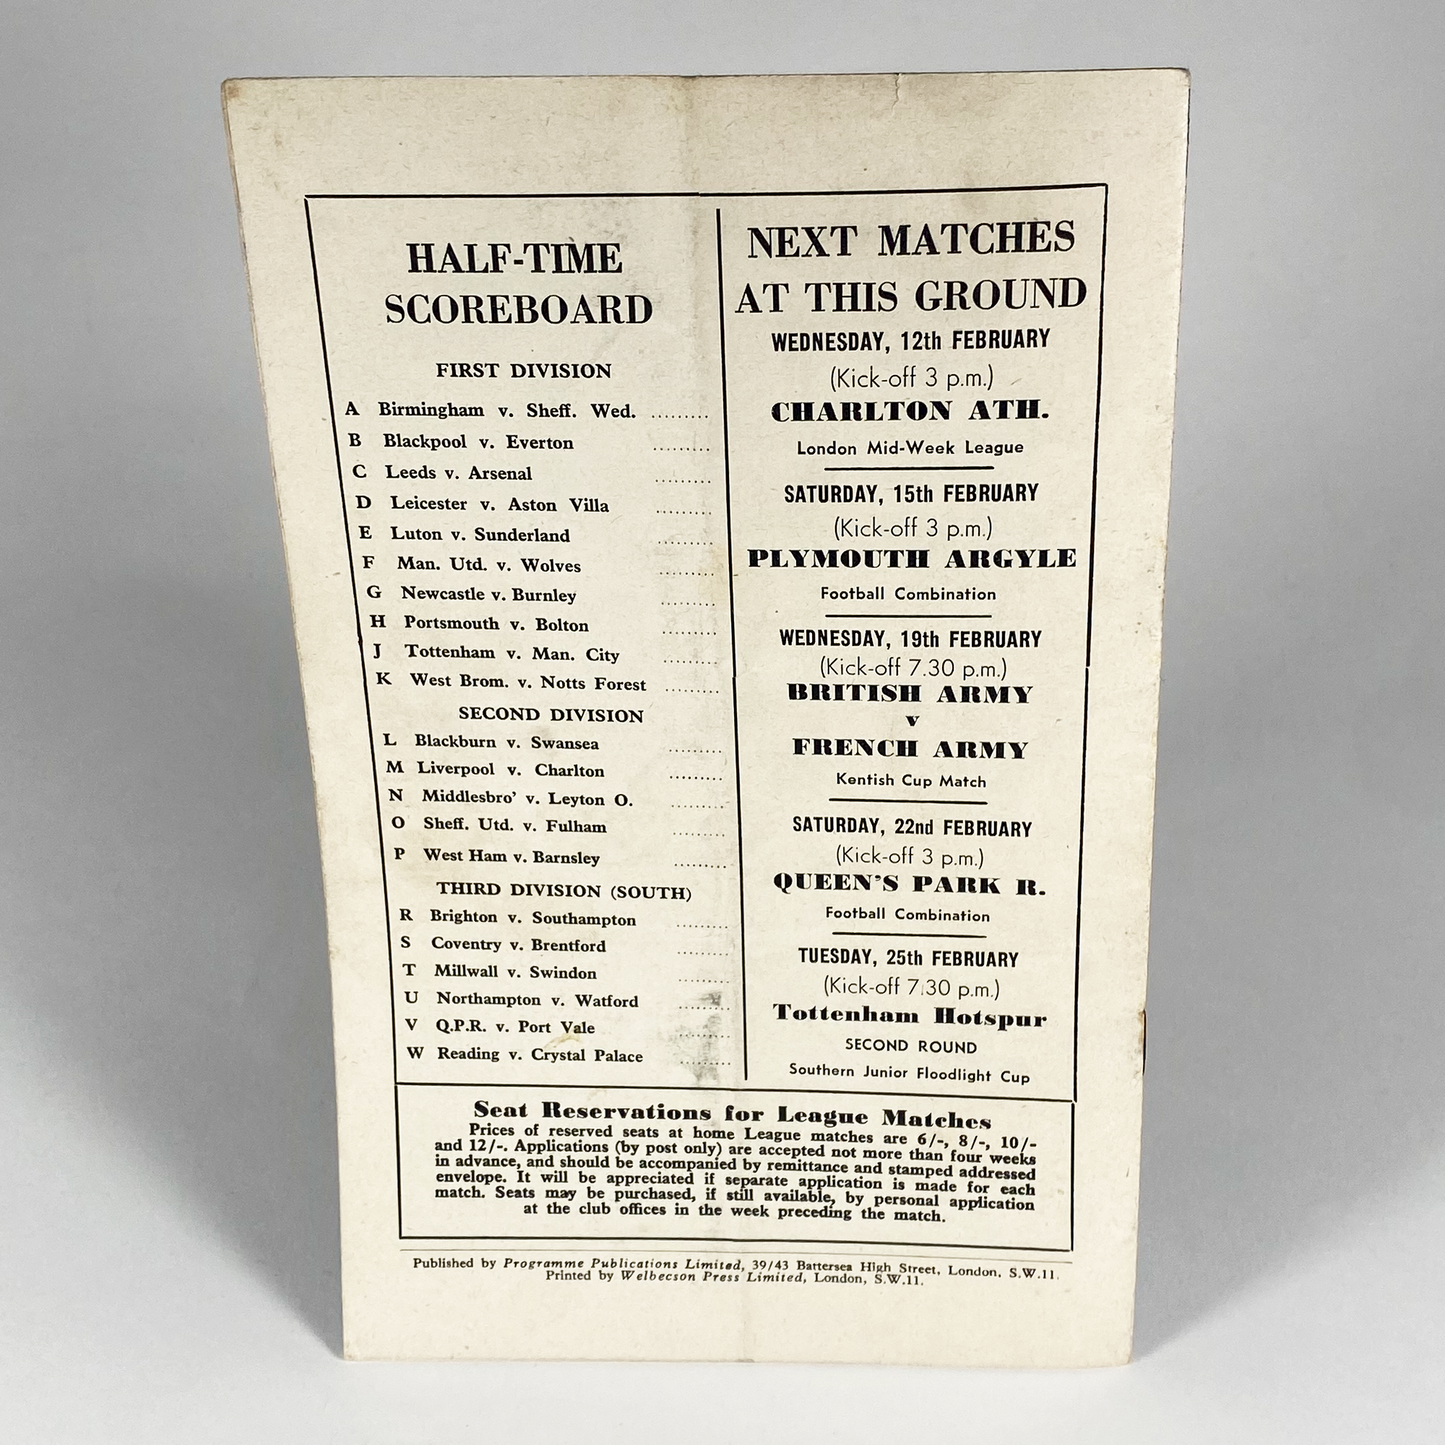 HALF-TIME
SCOREBOARD
FIRST DIVISION
A Birmingham v. Sheff. Wed. .........
B Blackpool v. Everton .........
C Leeds v. Arsenal .........
D Leicester v. Aston Villa .........
E Luton v. Sunderland .........
F Man. Utd. v. Wolves .........
G Newcastle v. Burnley .........
H Portsmouth v. Bolton .........
J Tottenham v. Man. City .........
K West Brom. v. Notts Forest .........
SECOND DIVISION
L Blackburn v. Swansea .........
M Liverpool v. Charlton .........
N Middlesbro' v. Leyton O. .........
O Sheff. Utd. v. Fulham .........
P West Ham v. Barnsley .........
THIRD DIVISION (SOUTH)
R Brighton v. Southampton .........
S Coventry v. Brentford .........
T Millwall v. Swindon .........
U Northampton v. Watford .........
V Q.P.R. v. Port Vale .........
W Reading v. Crystal Palace .........
NEXT MATCHES
AT THIS GROUND
WEDNESDAY, 12th FEBRUARY
(Kick-off 3 p.m.)
CHARLTON ATH.
London Mid-Week League
SATURDAY, 15th FEBRUARY
(Kick-off 3 p.m.)
PLYMOUTH ARGYLE
Football Combination
WEDNESDAY, 19th FEBRUARY
(Kick-off 7.30 p.m.)
BRITISH ARMY
v
FRENCH ARMY
Kentish Cup Match
SATURDAY, 22nd FEBRUARY
(Kick-off 3 p.m.)
QUEEN'S PARK R.
Football Combination
TUESDAY, 25th FEBRUARY
(Kick-off 7.30 p.m.)
Tottenham Hotspur
SECOND ROUND
Southern Junior Floodlight Cup
Seat Reservations for League Matches
Prices of reserved seats at home League matches are 6/-, 8/-, 10/-
and 12/-. Applications (by post only) are accepted not more than four weeks
in advance, and should be accompanied by remittance and stamped addressed
envelope. It will be appreciated if separate application is made for each
match. Seats may be purchased, if still available, by personal application
at the club offices in the week preceding the match.
Published by Programme Publications Limited, 39/43 Battersea High Street, London, S.W.11.
Printed by Welbecson Press Limited, London, S.W.11.